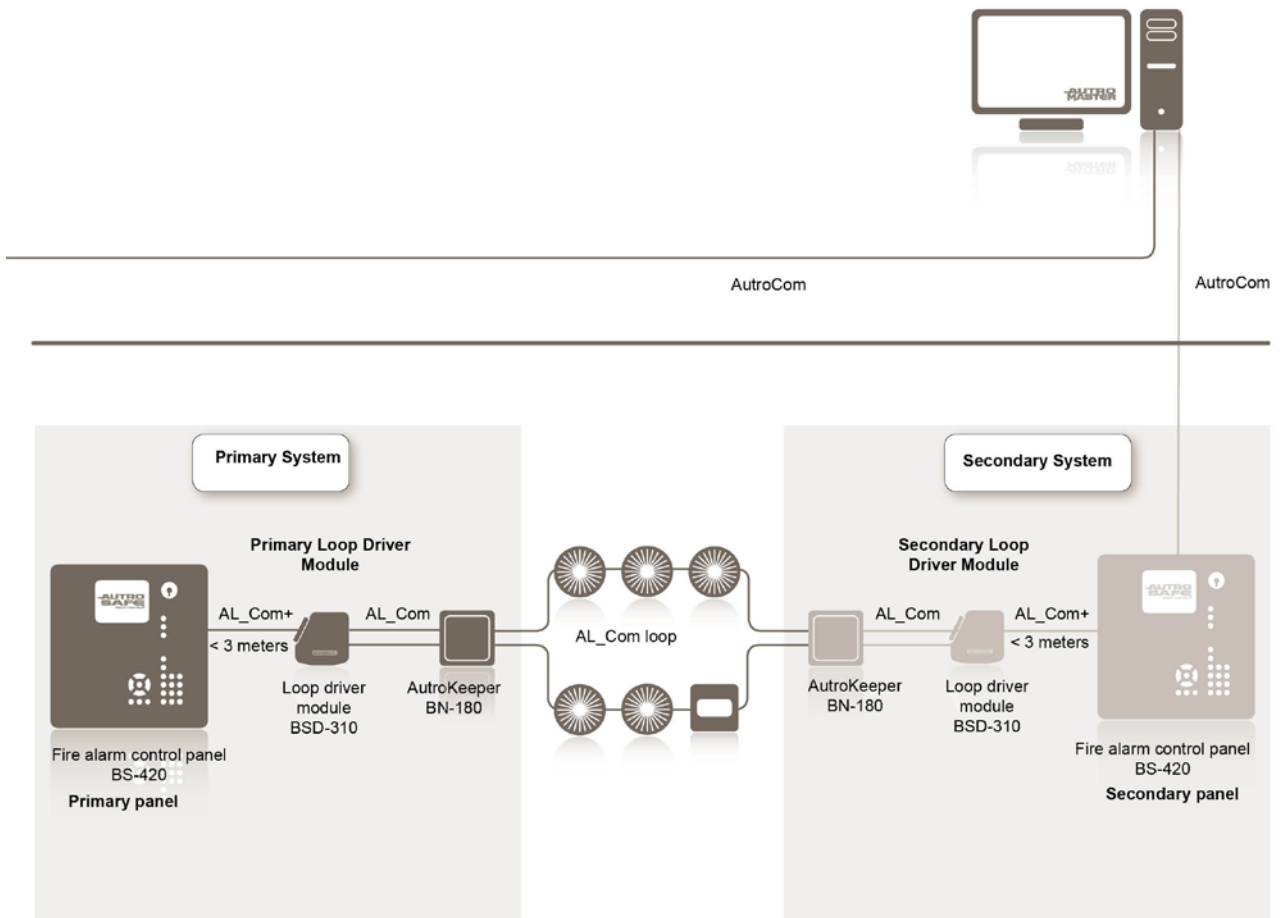 AUTRO
MASTER
AutroCom
AutroCom
Primary System
Secondary System
Primary Loop Driver
Module
AL_Com+
< 3 meters
AL_Com
Loop driver
module
BSD-310
AutroKeeper
BN-180
AUTRO
SAFE
Fire alarm control panel
BS-420
Primary panel
AL_Com loop
Secondary Loop
Driver Module
AL_Com
AL_Com+
< 3 meters
AutroKeeper
BN-180
Loop driver
module
BSD-310
AUTRO
SAFE
Fire alarm control panel
BS-420
Secondary panel